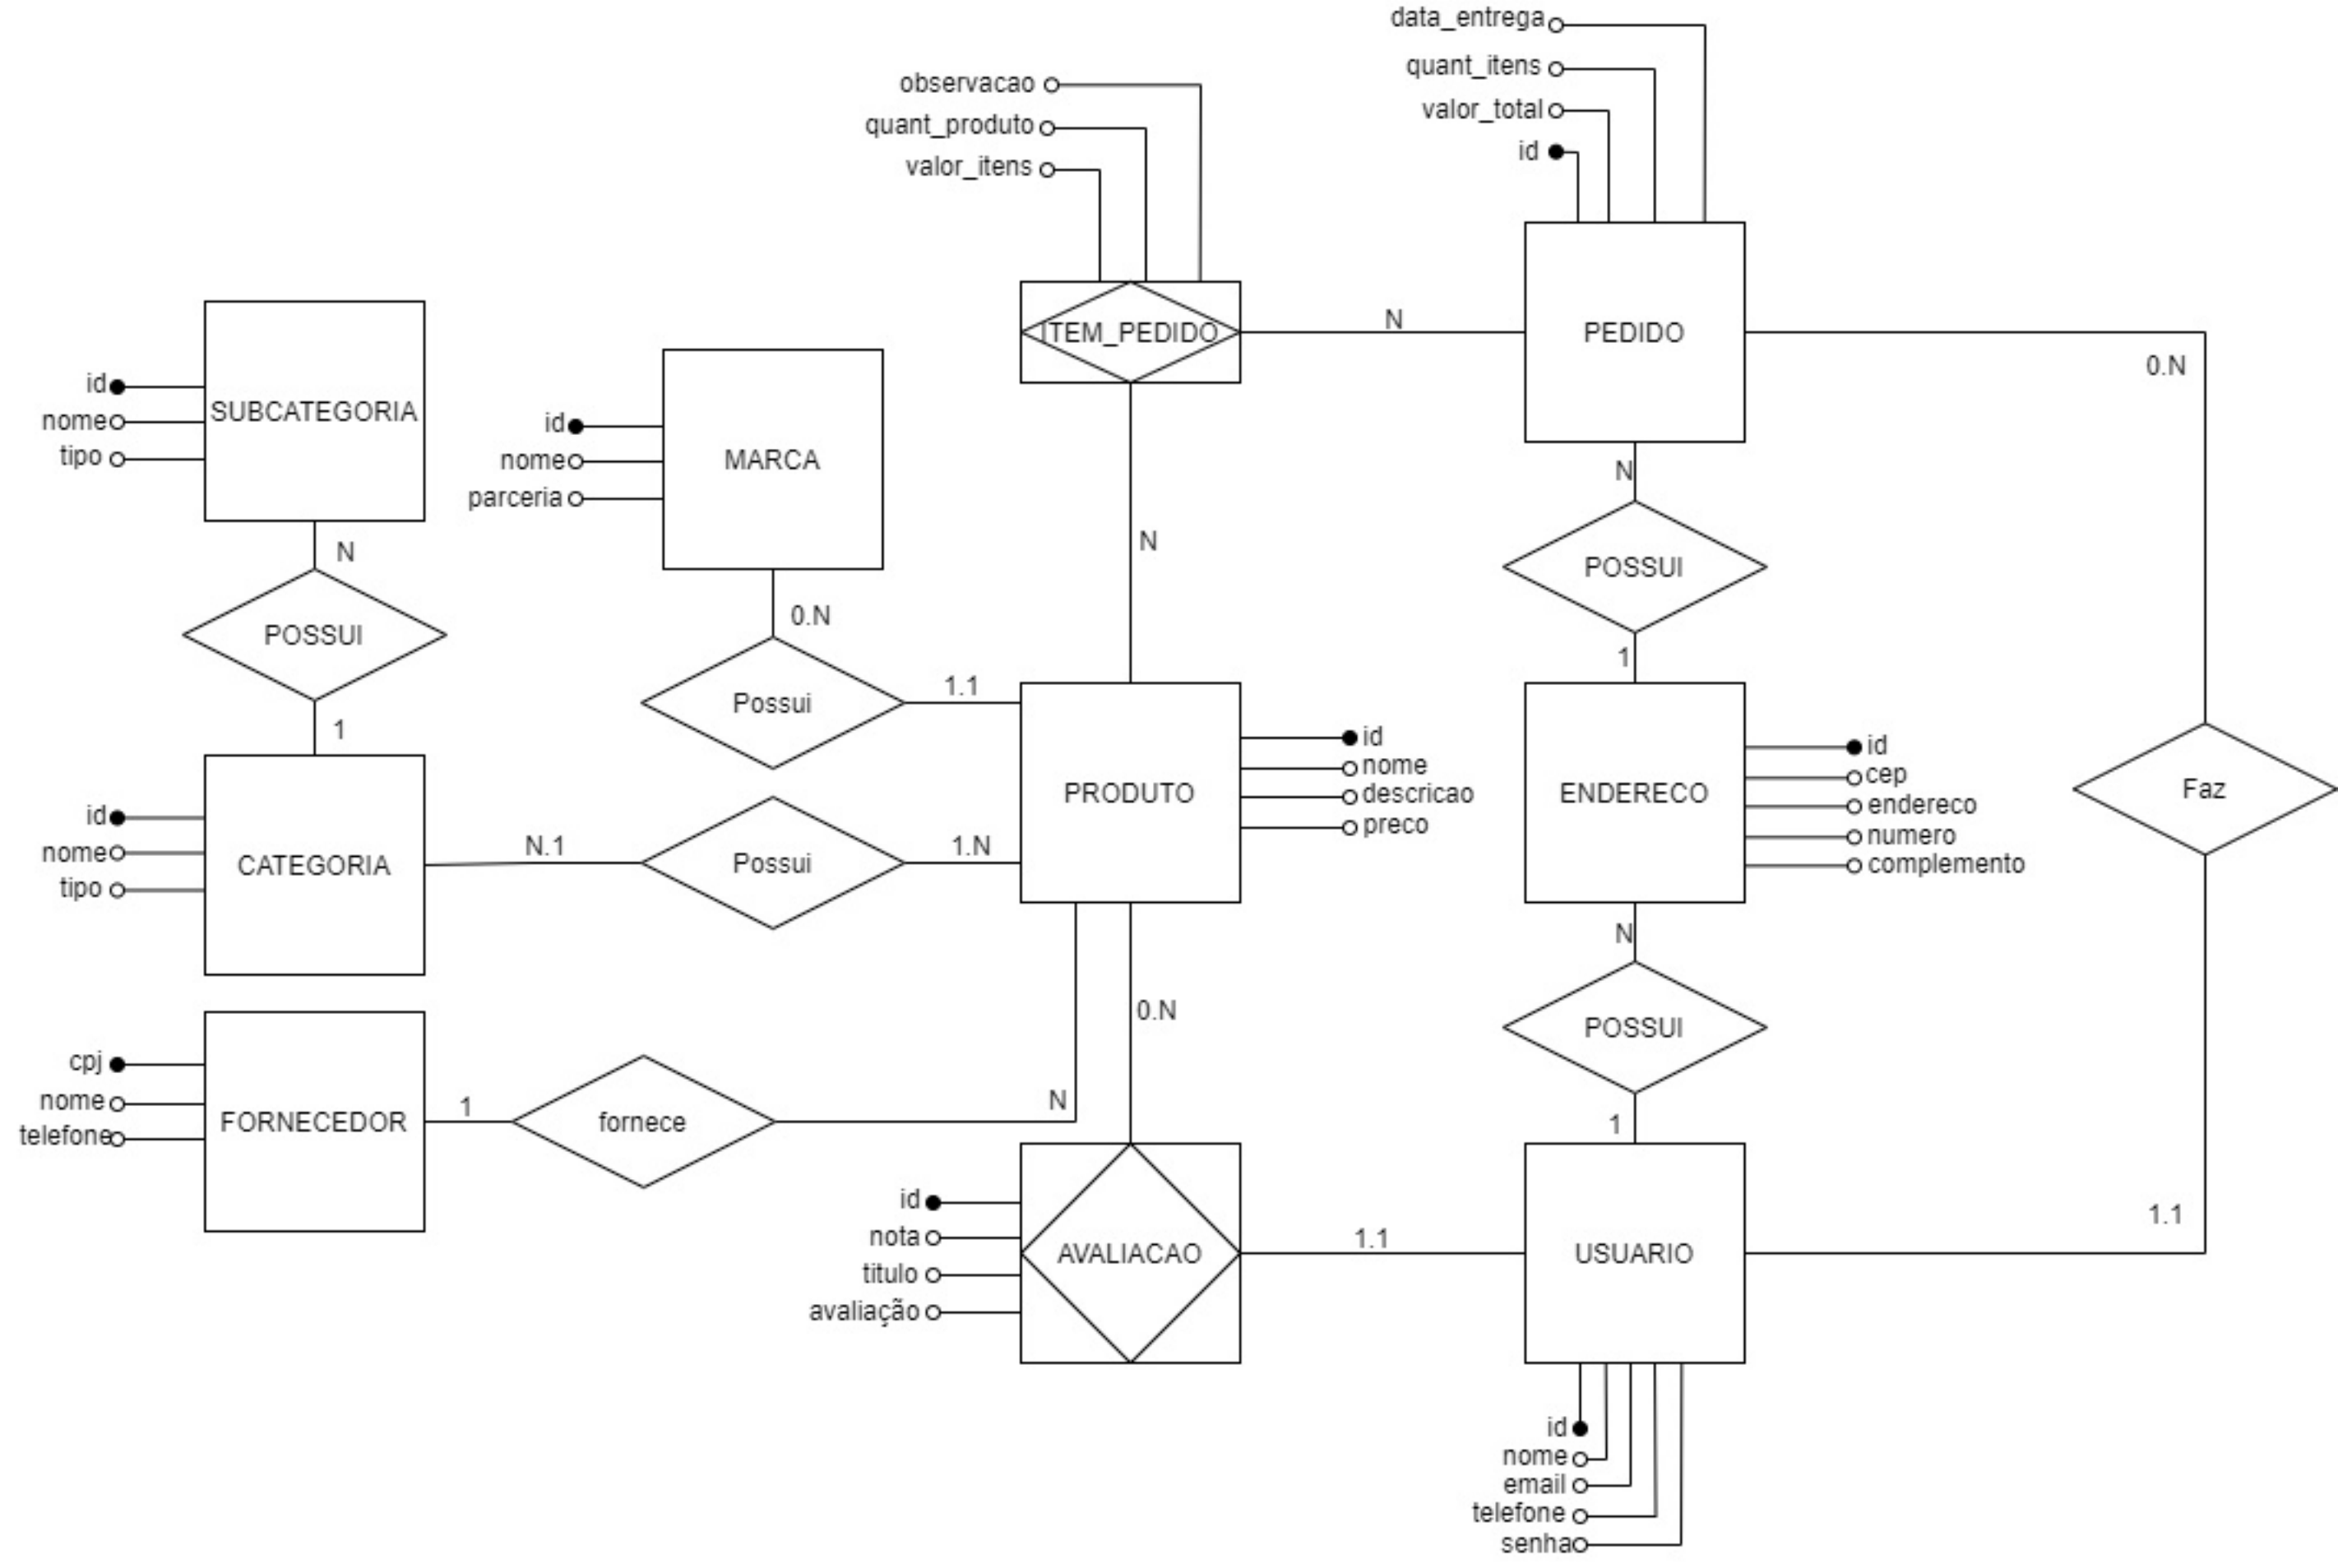 data_entrega
quant_itens
valor_total
id
observacao
quant_produto
valor_itens
ITEM_PEDIDO
N
PEDIDO
0.N
id
nome
tipo
SUBCATEGORIA
id
nome
parceria
MARCA
N
N
N
POSSUI
0.N
POSSUI
1
1
Possui
1.1
PRODUTO
id
nome
descricao
preco
ENDERECO
id
cep
endereco
numero
complemento
Faz
id
nome
tipo
CATEGORIA
N.1
Possui
1.N
N
0.N
POSSUI
cpj
nome
telefone
FORNECEDOR
1
fornece
N
1
id
nota
titulo
avaliação
AVALIACAO
1.1
USUARIO
1.1
id
nome
email
telefone
senha